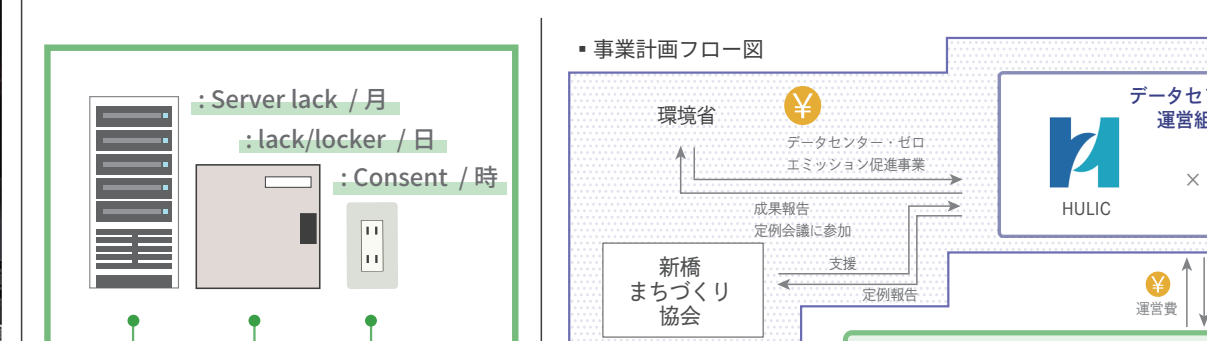 : Server lack / 月
: lack/locker / 日
: Consent / 時
▪事業計画フロー図
環境省
¥
データセンター・ゼロ
エミッション促進事業
成果報告
定例会議に参加
新橋
まちづくり
協会
支援
定例報告
データセ
運営組
HULIC
×
¥
運営費